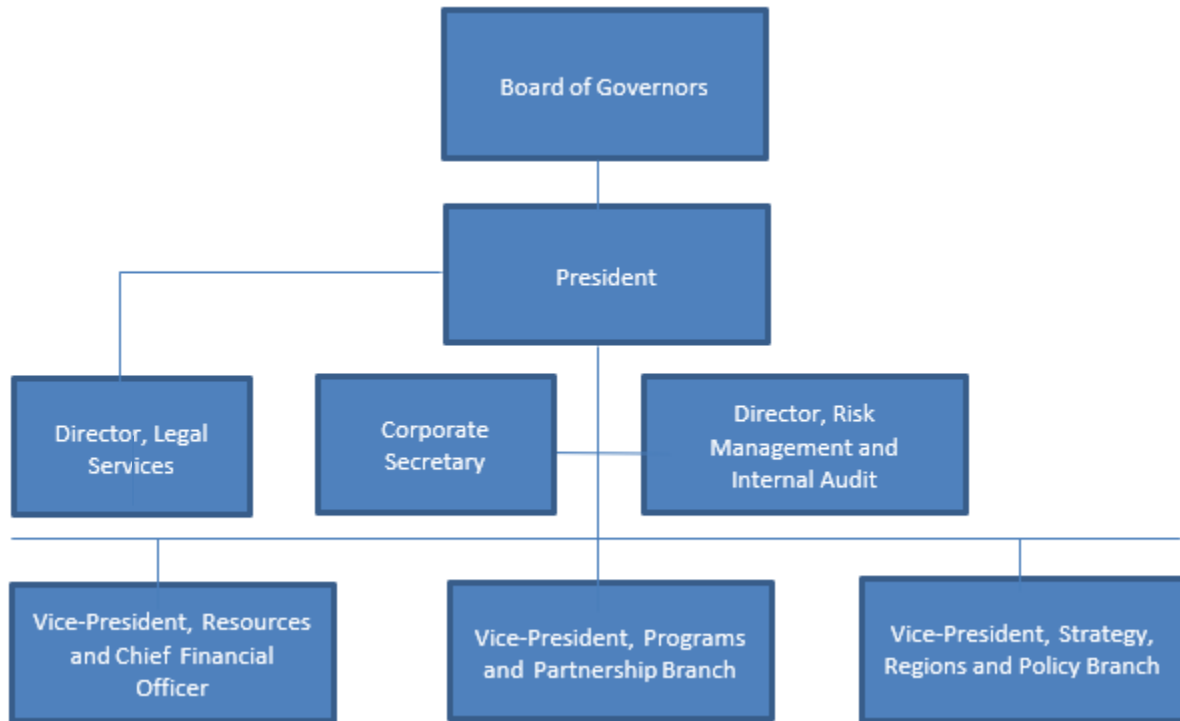 Board of Governors
President
Director, Legal
Services
Corporate
Secretary
Director, Risk
Management and
Internal Audit
Vice-President, Resources
and Chief Financial
Officer
Vice-President, Programs
and Partnership Branch
Vice-President, Strategy,
Regions and Policy Branch